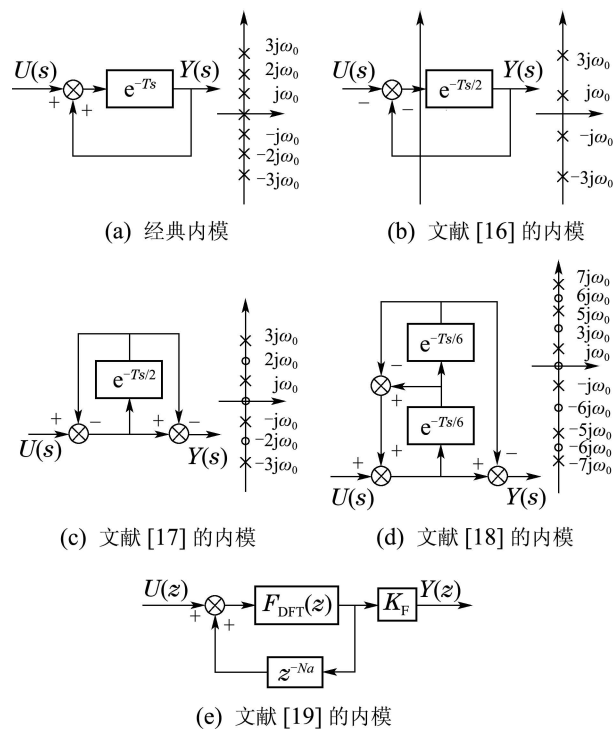 U(s) + + e^{-Ts} Y(s)
3jω₀
2jω₀
jω₀
-jω₀
-2jω₀
-3jω₀
(a) 经典内模
U(s) − − e^{-Ts/2} Y(s)
3jω₀
jω₀
-jω₀
-3jω₀
(b) 文献 [16] 的内模
e^{-Ts/2}
+ − + −
U(s) Y(s)
3jω₀
2jω₀
jω₀
-jω₀
-2jω₀
-3jω₀
(c) 文献 [17] 的内模
e^{-Ts/6}
− +
e^{-Ts/6}
+ + + −
U(s) Y(s)
7jω₀
6jω₀
5jω₀
3jω₀
jω₀
-jω₀
-6jω₀
-5jω₀
-6jω₀
-7jω₀
(d) 文献 [18] 的内模
U(z) + + F_{DFT}(z) K_F Y(z)
z^{-Na}
(e) 文献 [19] 的内模